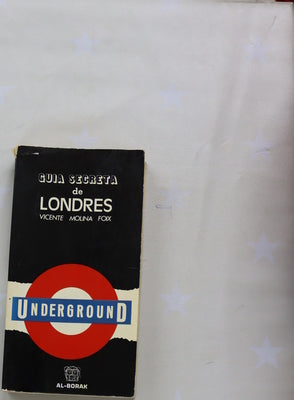 GUIA SECRETA
de
LONDRES
VICENTE MOLINA FOIX
UNDERGROUND
AL-BORAK